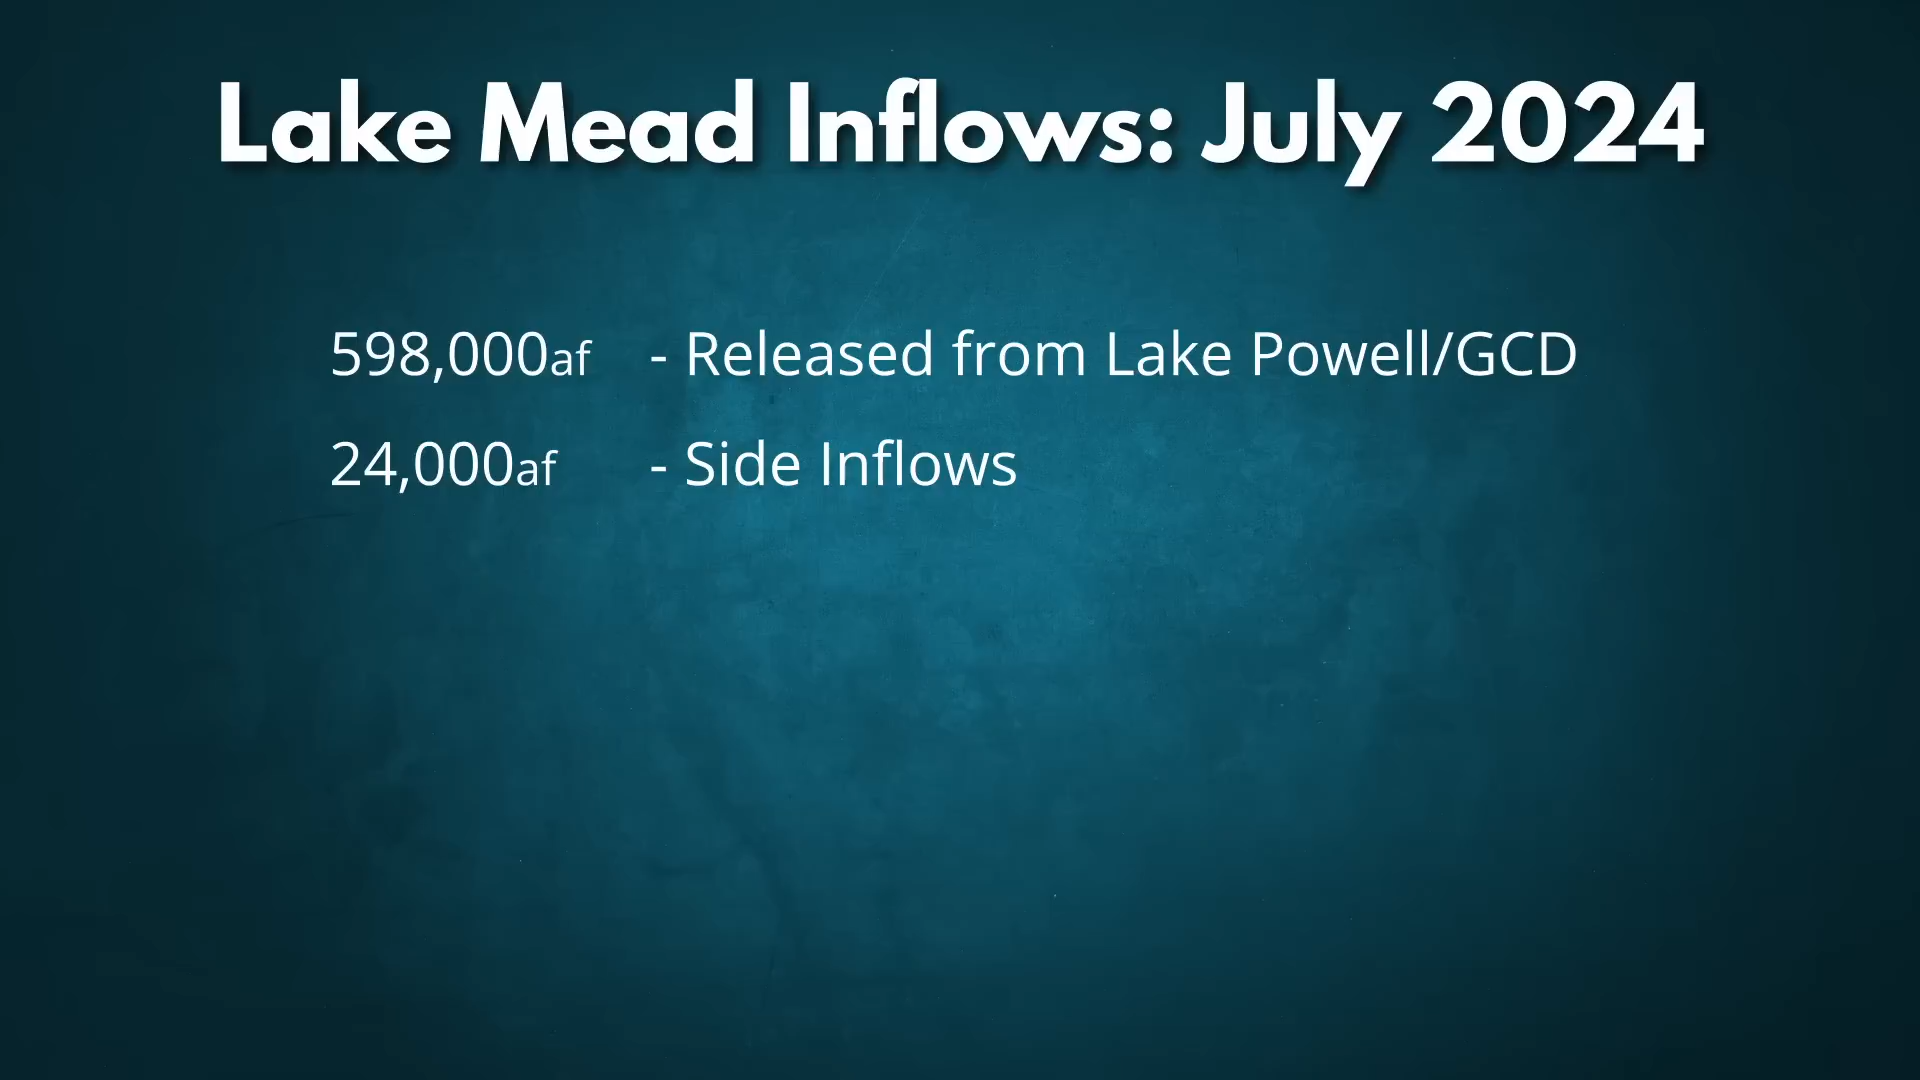 Lake Mead Inflows: July 2024
598,000af - Released from Lake Powell/GCD
24,000af - Side Inflows